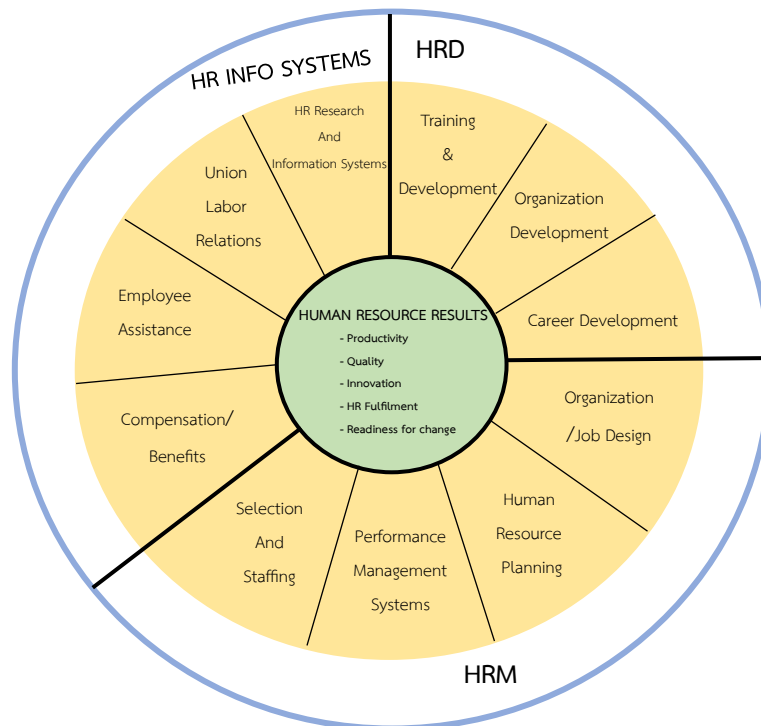 HR INFO SYSTEMS
HRD
HR Research
And
Information Systems
Training
&
Development
Organization
Development
Career Development
Organization
/Job Design
Human
Resource
Planning
Performance
Management
Systems
Selection
And
Staffing
Compensation/
Benefits
Employee
Assistance
Union
Labor
Relations
HUMAN RESOURCE RESULTS
- Productivity
- Quality
- Innovation
- HR Fulfilment
- Readiness for change
HRM